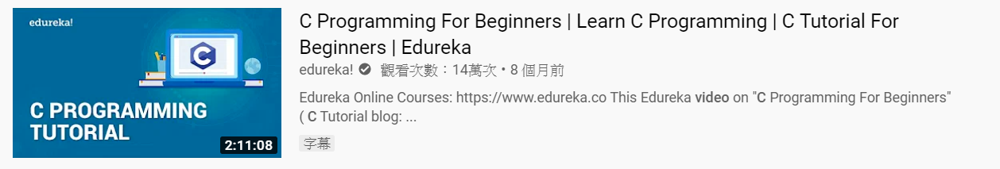 edureka!
C
C PROGRAMMING
TUTORIAL
2:11:08
C Programming For Beginners | Learn C Programming | C Tutorial For
Beginners | Edureka
edureka! 觀看次數：14萬次 • 8 個月前
Edureka Online Courses: https://www.edureka.co This Edureka video on "C Programming For Beginners"
( C Tutorial blog: ...
字幕